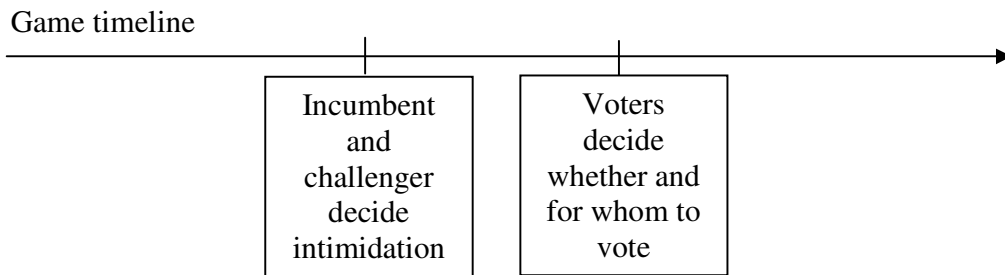 Game timeline
Incumbent
and
challenger
decide
intimidation
Voters
decide
whether and
for whom to
vote